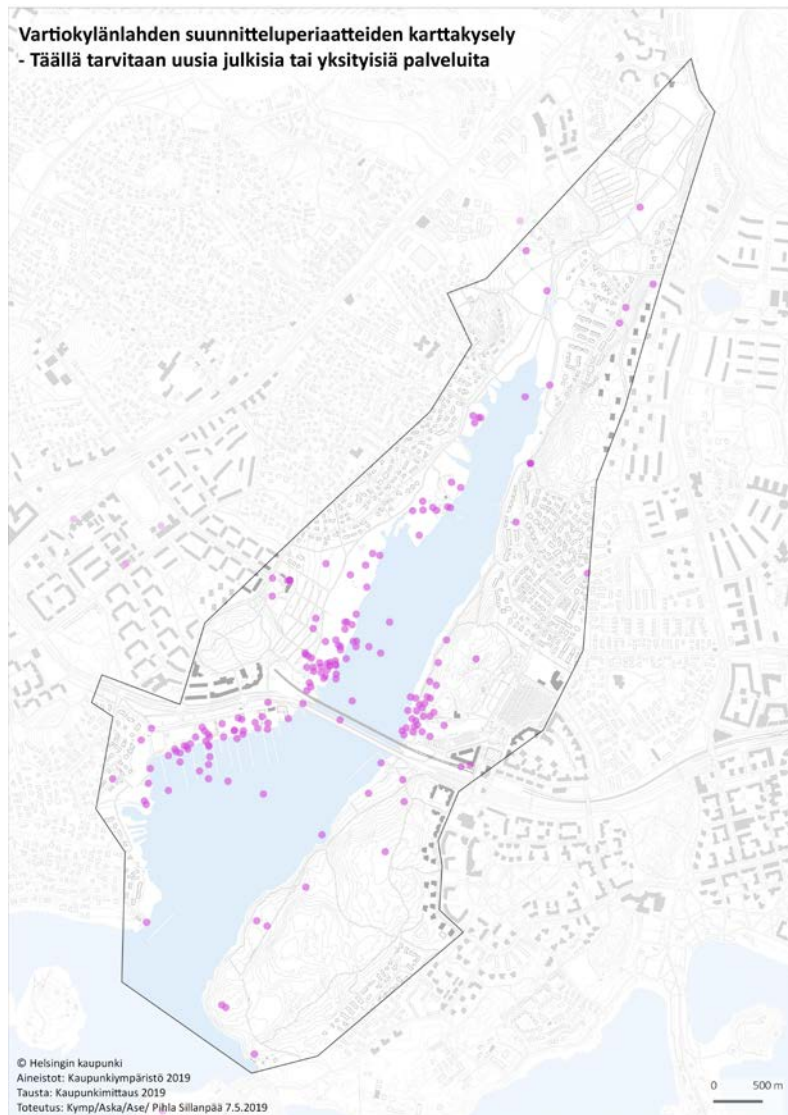 Vartiokylänlahden suunnitteluperiaatteiden karttakysely
- Täällä tarvitaan uusia julkisia tai yksityisiä palveluita
© Helsingin kaupunki
Aineistot: Kaupunkiympäristö 2019
Tausta: Kaupunkimittaus 2019
Toteutus: Kymp/Aska/Ase/ Pihla Sillanpää 7.5.2019
0 500 m